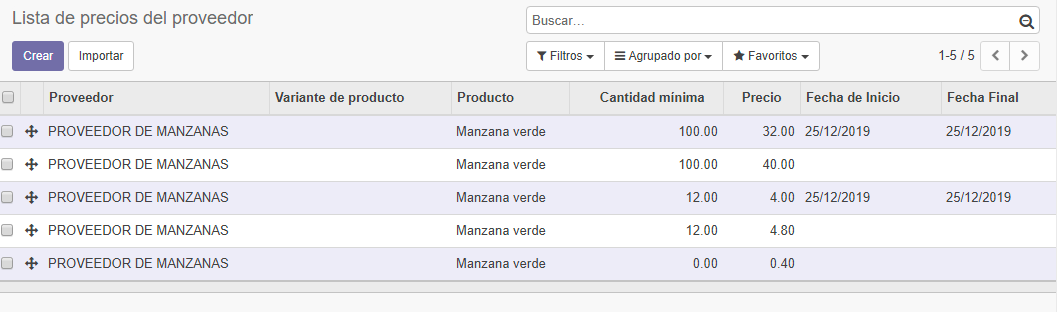 Lista de precios del proveedor
Buscar...
Crear Importar Filtros Agrupado por Favoritos 1-5 / 5
Proveedor Variante de producto Producto Cantidad mínima Precio Fecha de Inicio Fecha Final
PROVEEDOR DE MANZANAS Manzana verde 100.00 32.00 25/12/2019 25/12/2019
PROVEEDOR DE MANZANAS Manzana verde 100.00 40.00
PROVEEDOR DE MANZANAS Manzana verde 12.00 4.00 25/12/2019 25/12/2019
PROVEEDOR DE MANZANAS Manzana verde 12.00 4.80
PROVEEDOR DE MANZANAS Manzana verde 0.00 0.40